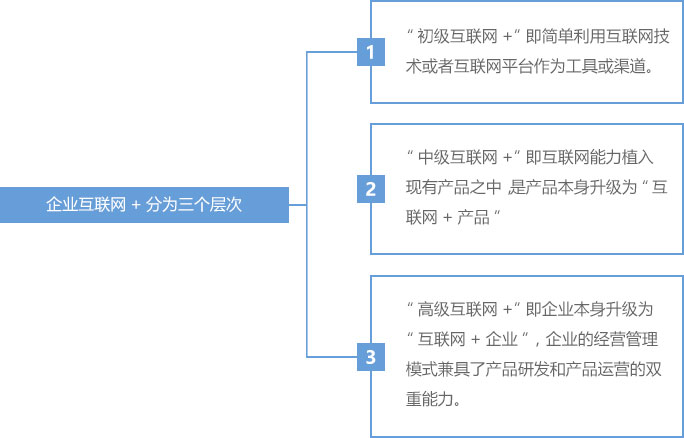 企业互联网 + 分为三个层次
1
“ 初级互联网 +” 即简单利用互联网技
术或者互联网平台作为工具或渠道。
2
“ 中级互联网 +” 即互联网能力植入
现有产品之中 ,是产品本身升级为 “ 互
联网 + 产品 ”
3
“ 高级互联网 +” 即企业本身升级为
“ 互联网 + 企业 ” , 企业的经营管理
模式兼具了产品研发和产品运营的双
重能力。